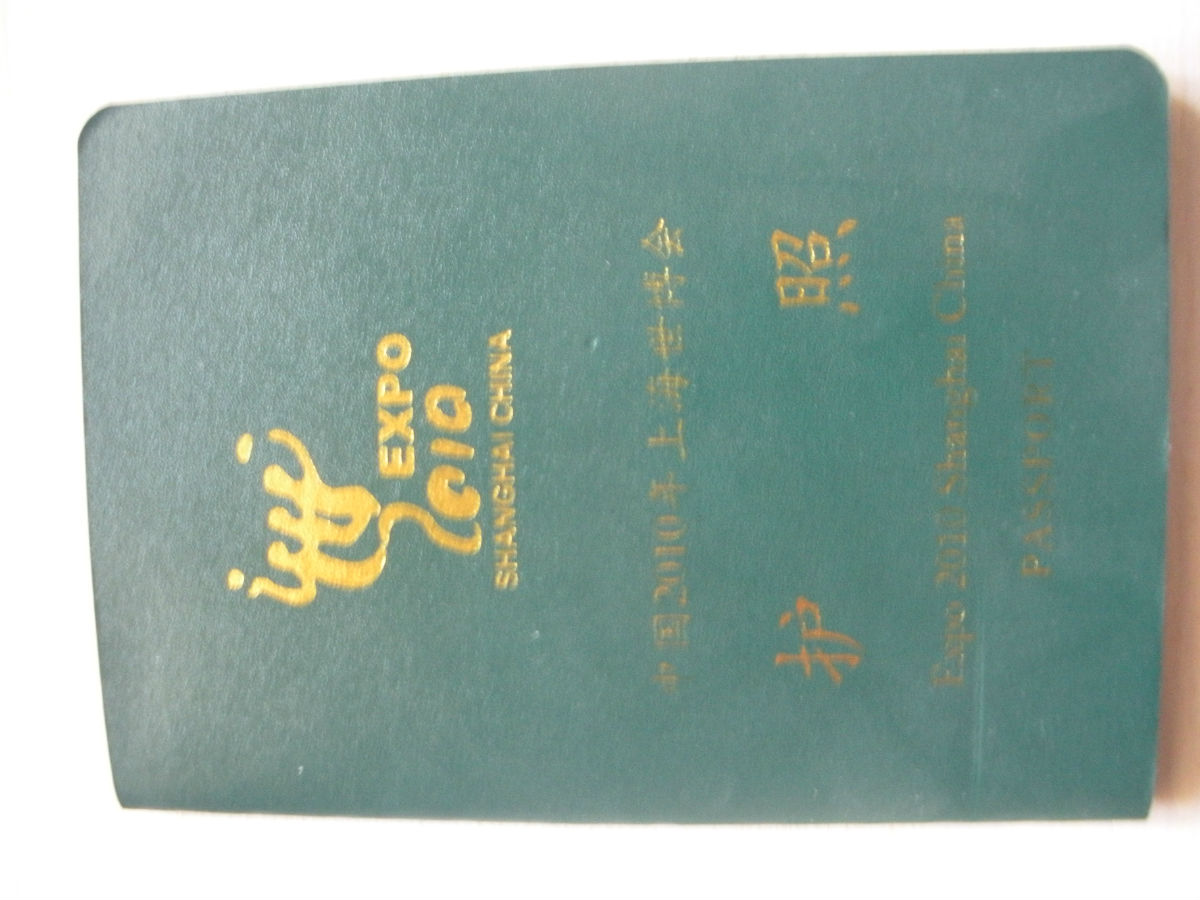 EXPO
2010
SHANGHAI CHINA
中国2010年上海世博会
护 照
Expo 2010 Shanghai China
PASSPORT